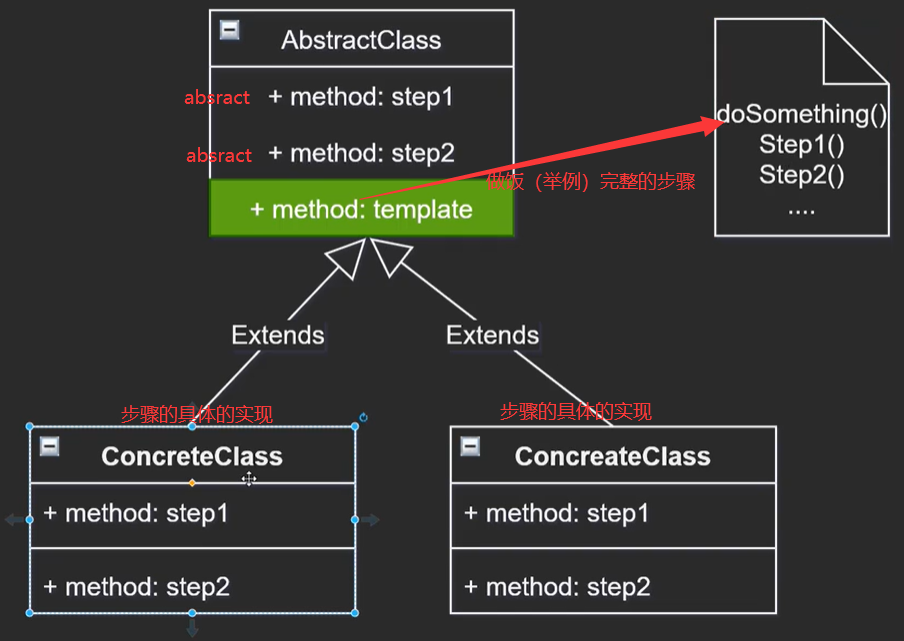 AbstractClass
absract + method: step1
absract + method: step2
+ method: template
doSomething()
Step1()
Step2()
....
做饭（举例）完整的步骤
Extends
Extends
步骤的具体的实现
步骤的具体的实现
ConcreteClass
+ method: step1
+ method: step2
ConcreateClass
+ method: step1
+ method: step2